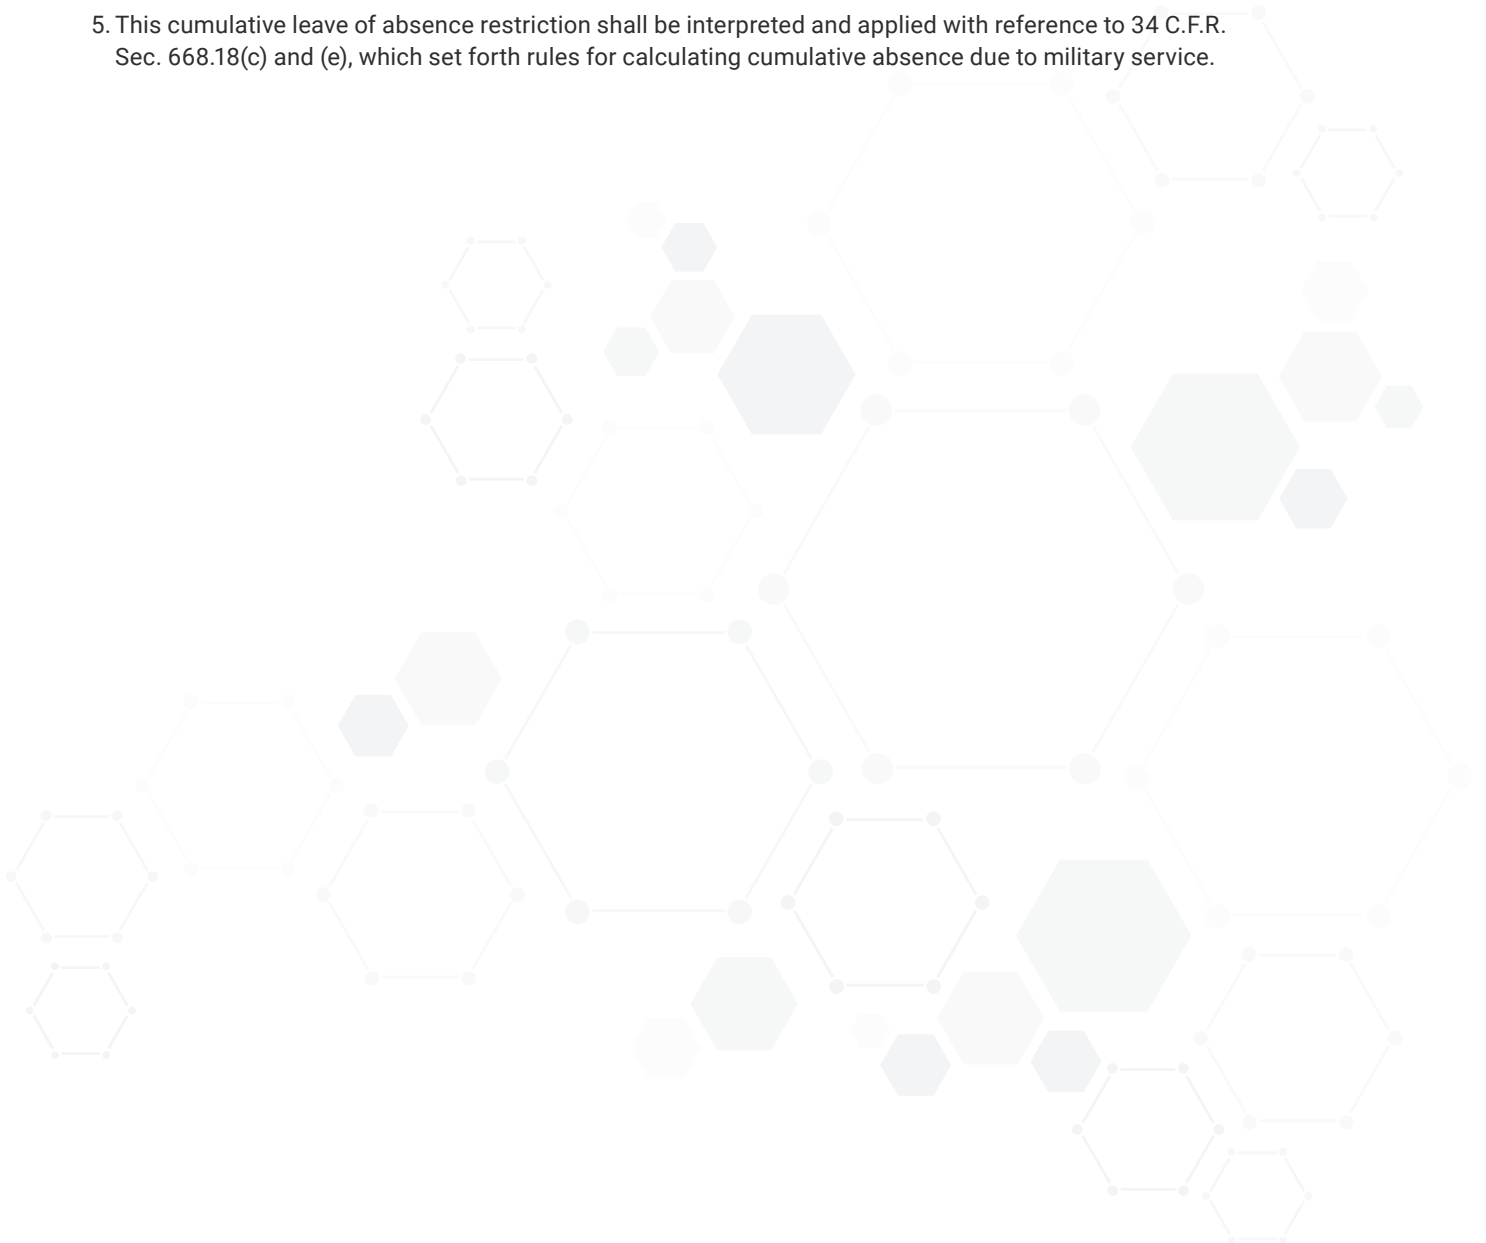 5. This cumulative leave of absence restriction shall be interpreted and applied with reference to 34 C.F.R.
Sec. 668.18(c) and (e), which set forth rules for calculating cumulative absence due to military service.